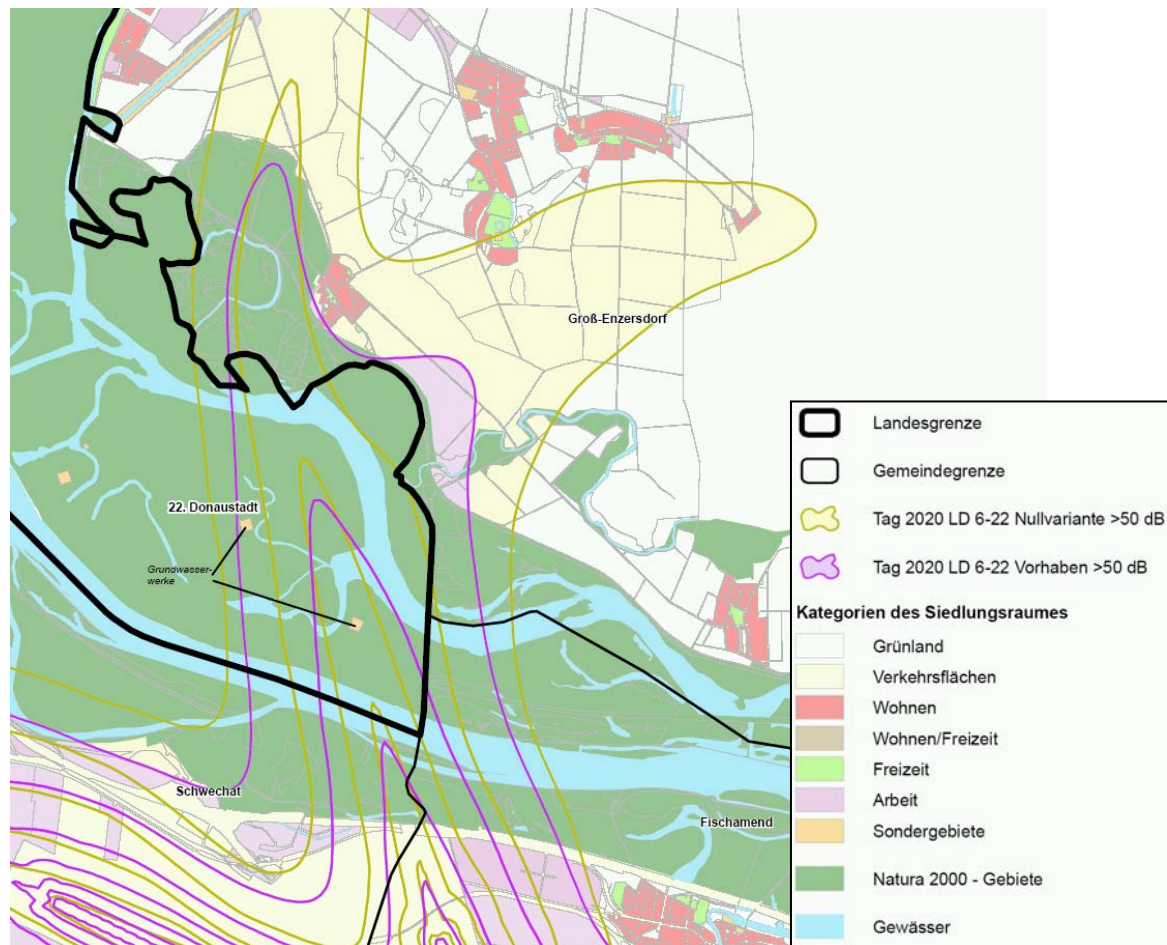 Groß-Enzersdorf
22. Donaustadt
Grundwasser-
werke
Schwechat
Fischamend
Landesgrenze
Gemeindegrenze
Tag 2020 LD 6-22 Nullvariante >50 dB
Tag 2020 LD 6-22 Vorhaben >50 dB
Kategorien des Siedlungsraumes
Grünland
Verkehrsflächen
Wohnen
Wohnen/Freizeit
Freizeit
Arbeit
Sondergebiete
Natura 2000 - Gebiete
Gewässer